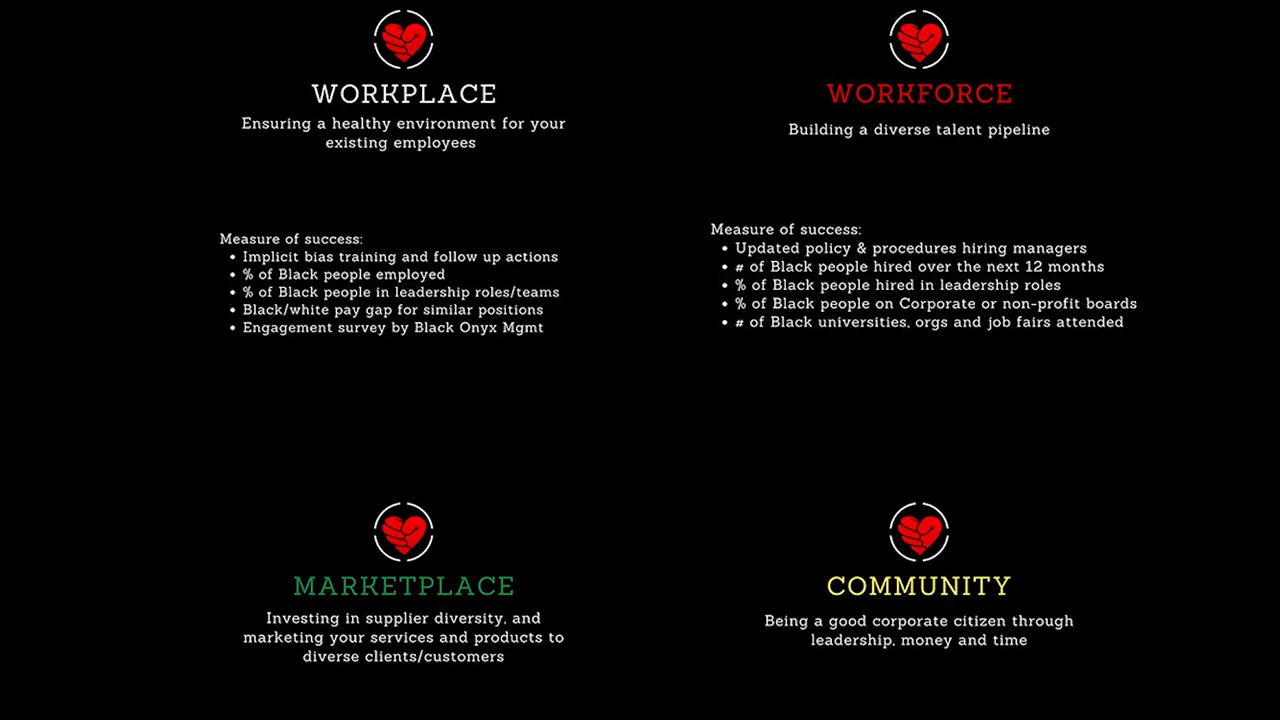 WORKPLACE
Ensuring a healthy environment for your
existing employees
Measure of success:
• Implicit bias training and follow up actions
• % of Black people employed
• % of Black people in leadership roles/teams
• Black/white pay gap for similar positions
• Engagement survey by Black Onyx Mgmt
WORKFORCE
Building a diverse talent pipeline
Measure of success:
• Updated policy & procedures hiring managers
• # of Black people hired over the next 12 months
• % of Black people hired in leadership roles
• % of Black people on Corporate or non-profit boards
• # of Black universities, orgs and job fairs attended
MARKETPLACE
Investing in supplier diversity, and
marketing your services and products to
diverse clients/customers
COMMUNITY
Being a good corporate citizen through
leadership, money and time